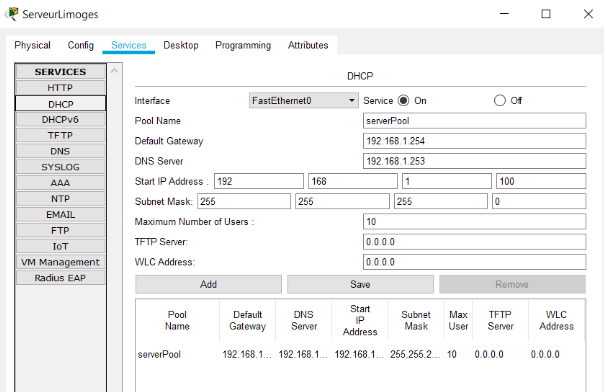 ServeurLimoges
Physical Config Services Desktop Programming Attributes
SERVICES
HTTP
DHCP
DHCPv6
TFTP
DNS
SYSLOG
AAA
NTP
EMAIL
FTP
IoT
VM Management
Radius EAP
DHCP
Interface FastEthernet0 Service On Off
Pool Name serverPool
Default Gateway 192.168.1.254
DNS Server 192.168.1.253
Start IP Address : 192 168 1 100
Subnet Mask: 255 255 255 0
Maximum Number of Users : 10
TFTP Server: 0.0.0.0
WLC Address: 0.0.0.0
Add Save Remove
Pool Name Default Gateway DNS Server Start IP Address Subnet Mask Max User TFTP Server WLC Address
serverPool 192.168.1... 192.168.1... 192.168.1... 255.255.2... 10 0.0.0.0 0.0.0.0